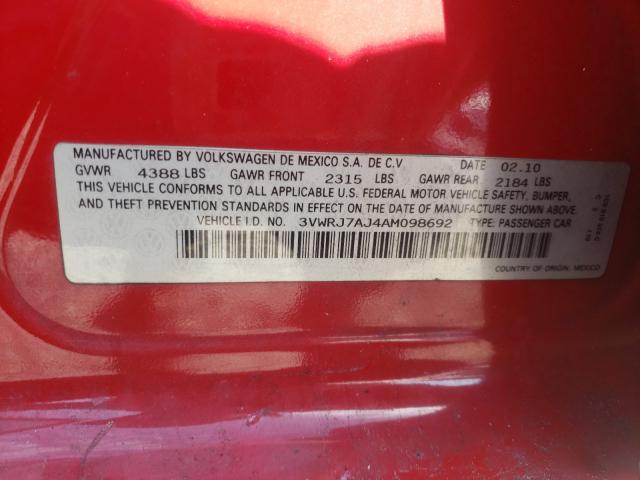 MANUFACTURED BY VOLKSWAGEN DE MEXICO S.A. DE C.V. DATE 02.10
GVWR 4388 LBS GAWR FRONT 2315 LBS GAWR REAR 2184 LBS
THIS VEHICLE CONFORMS TO ALL APPLICABLE U.S. FEDERAL MOTOR VEHICLE SAFETY, BUMPER,
AND THEFT PREVENTION STANDARDS IN EFFECT ON THE DATE OF MANUFACTURE SHOWN ABOVE.
VEHICLE I.D. NO. 3VWRJ7AJ4AM098692 TYPE: PASSENGER CAR
COUNTRY OF ORIGIN: MEXICO